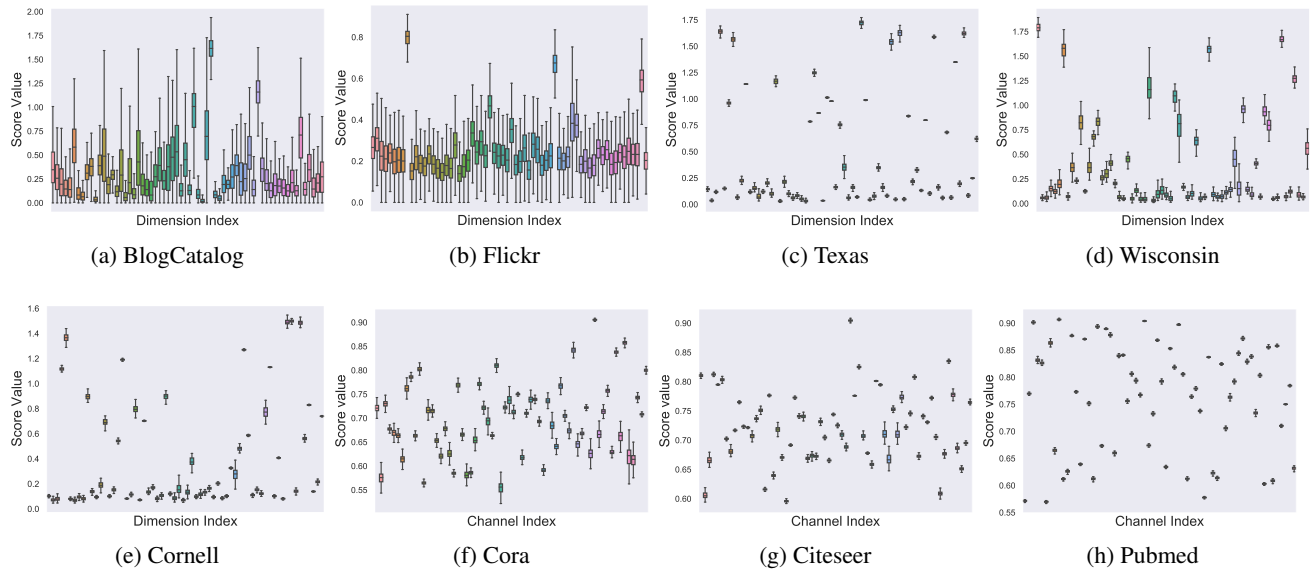 2.00
1.75
1.50
1.25
1.00
0.75
0.50
0.25
0.00
Score Value
Dimension Index
(a) BlogCatalog
0.8
0.6
0.4
0.2
0.0
Score Value
Dimension Index
(b) Flickr
1.75
1.50
1.25
1.00
0.75
0.50
0.25
0.00
Score Value
Dimension Index
(c) Texas
1.75
1.50
1.25
1.00
0.75
0.50
0.25
0.00
Score Value
Dimension Index
(d) Wisconsin
1.6
1.4
1.2
1.0
0.8
0.6
0.4
0.2
0.0
Score Value
Dimension Index
(e) Cornell
0.90
0.85
0.80
0.75
0.70
0.65
0.60
0.55
Score value
Channel Index
(f) Cora
0.90
0.85
0.80
0.75
0.70
0.65
0.60
Score value
Channel Index
(g) Citeseer
0.90
0.85
0.80
0.75
0.70
0.65
0.60
0.55
Score value
Channel Index
(h) Pubmed